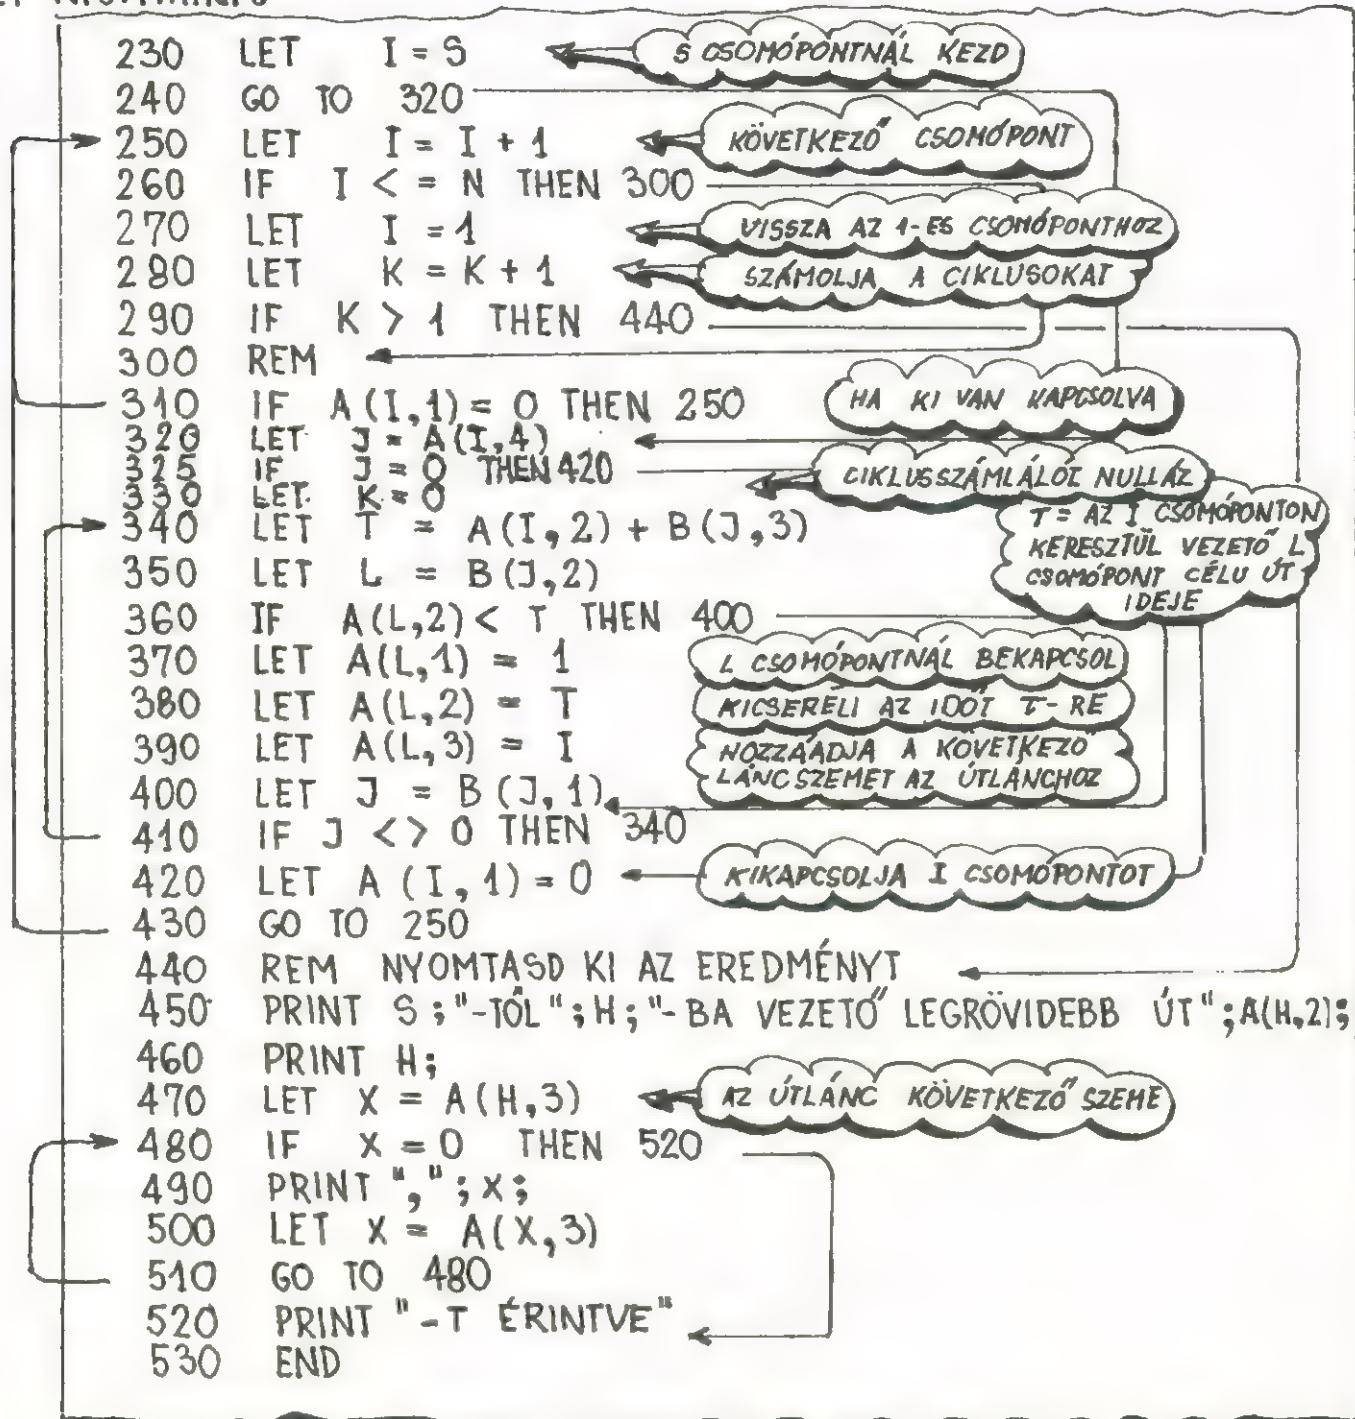 230 LET I = S
S CSOMÓPONTNÁL KEZD
240 GO TO 320
250 LET I = I + 1
KÖVETKEZŐ CSOMÓPONT
260 IF I < = N THEN 300
270 LET I = 1
VISSZA AZ 1-ES CSOMÓPONTHOZ
280 LET K = K + 1
SZÁMOLJA A CIKLUSOKAT
290 IF K > 1 THEN 440
300 REM
310 IF A (I,1) = 0 THEN 250
HA KI VAN KAPCSOLVA
320 LET J = A(I,4)
325 IF J = 0 THEN 420
330 LET K = 0
CIKLUSSZÁMLÁLÓT NULLÁZ
340 LET T = A(I,2) + B(J,3)
T = AZ I CSOMÓPONTON
KERESZTÜL VEZETŐ L
CSOMÓPONT CÉLU ÚT
IDEJE
350 LET L = B(J,2)
360 IF A(L,2) < T THEN 400
370 LET A(L,1) = 1
L CSOMÓPONTNÁL BEKAPCSOL
380 LET A(L,2) = T
KICSERÉLI AZ IDŐT T-RE
390 LET A(L,3) = I
HOZZÁADJA A KÖVETKEZŐ
LÁNCSZEMET AZ ÚTLÁNCHOZ
400 LET J = B(J,1)
410 IF J <> 0 THEN 340
420 LET A (I, 1) = 0
KIKAPCSOLJA I CSOMÓPONTOT
430 GO TO 250
440 REM NYOMTASD KI AZ EREDMÉNYT
450 PRINT S ; "-TŐL" ; H ; "-BA VEZETŐ LEGRÖVIDEBB ÚT" ; A(H,2) ;
460 PRINT H ;
470 LET X = A(H,3)
AZ ÚTLÁNC KÖVETKEZŐ SZEME
480 IF X = 0 THEN 520
490 PRINT "," ; X ;
500 LET X = A(X,3)
510 GO TO 480
520 PRINT "-T ÉRINTVE"
530 END